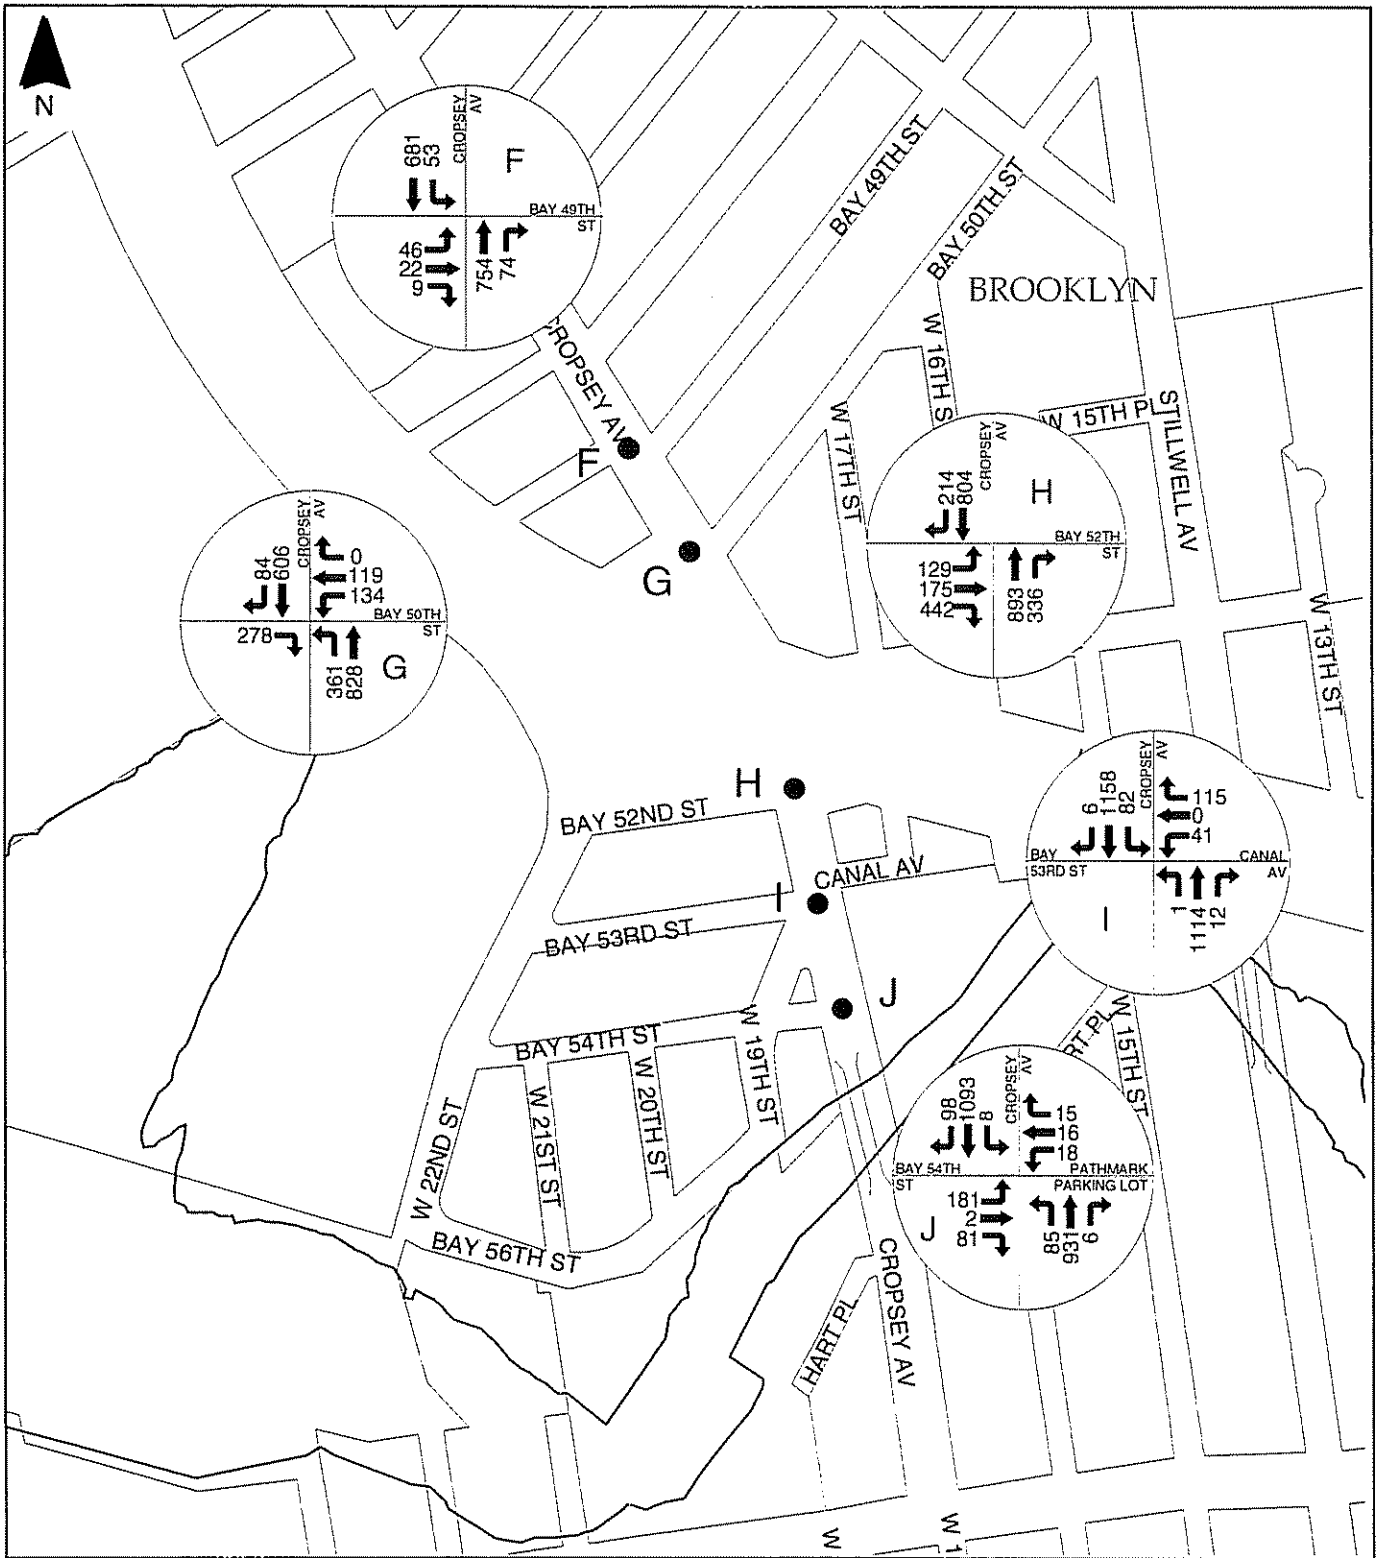 N
681
53
CROPSEY
AV
F
BAY 49TH
ST
46
22
9
754
74
BAY 49TH ST
BAY 50TH ST
BROOKLYN
CROPSEY AV
F
G
W 16TH S
W 17TH ST
W 15TH PL
STILLWELL AV
W 13TH ST
214
804
CROPSEY
AV
H
BAY 52TH
ST
129
175
442
893
336
84
606
CROPSEY
AV
0
119
134
BAY 50TH
ST
278
361
828
G
H
BAY 52ND ST
CANAL AV
I
BAY 53RD ST
J
BAY 54TH ST
W 19TH ST
W 20TH ST
W 21ST ST
W 22ND ST
BAY 56TH ST
6
1158
82
CROPSEY
AV
115
0
41
BAY
53RD ST
CANAL
AV
1
1114
12
I
RT PL
W 15TH ST
98
1093
8
CROPSEY
AV
15
16
18
BAY 54TH
ST
PATHMARK
PARKING LOT
181
2
81
J
85
931
6
HART PL
CROPSEY AV
W
W 1